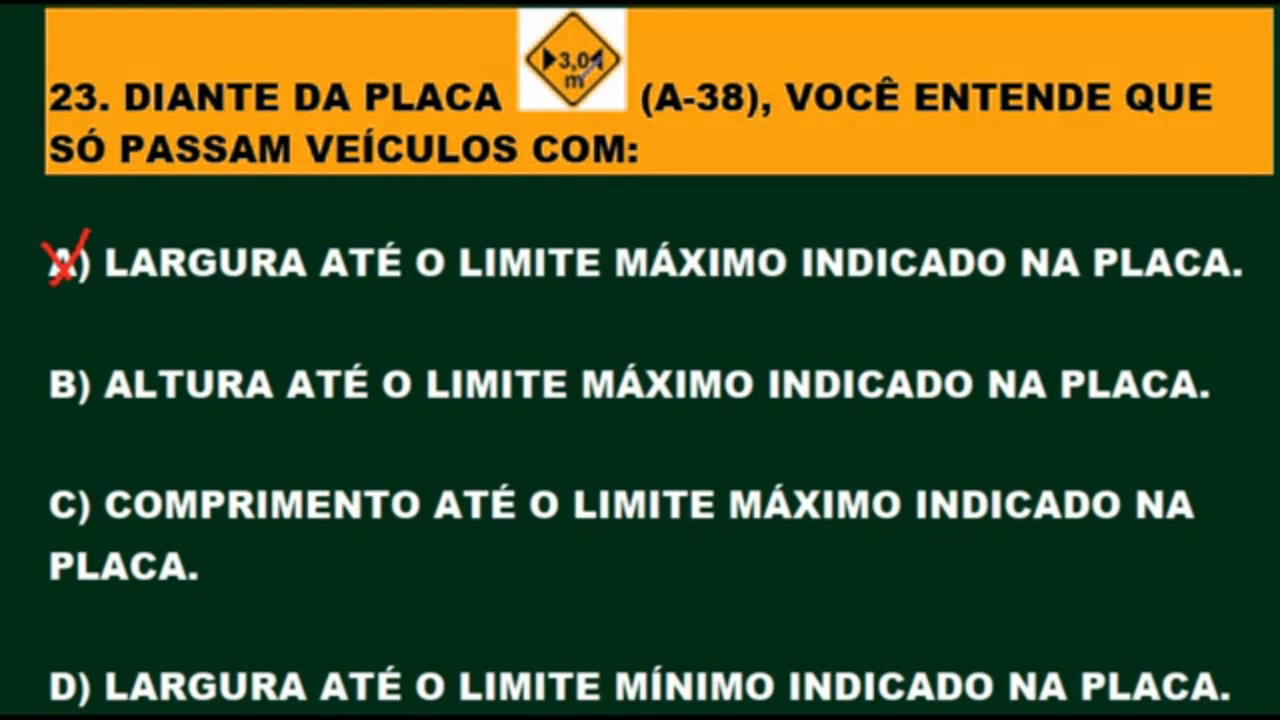 3,0
m
23. DIANTE DA PLACA (A-38), VOCÊ ENTENDE QUE
SÓ PASSAM VEÍCULOS COM:
A) LARGURA ATÉ O LIMITE MÁXIMO INDICADO NA PLACA.
B) ALTURA ATÉ O LIMITE MÁXIMO INDICADO NA PLACA.
C) COMPRIMENTO ATÉ O LIMITE MÁXIMO INDICADO NA
PLACA.
D) LARGURA ATÉ O LIMITE MÍNIMO INDICADO NA PLACA.